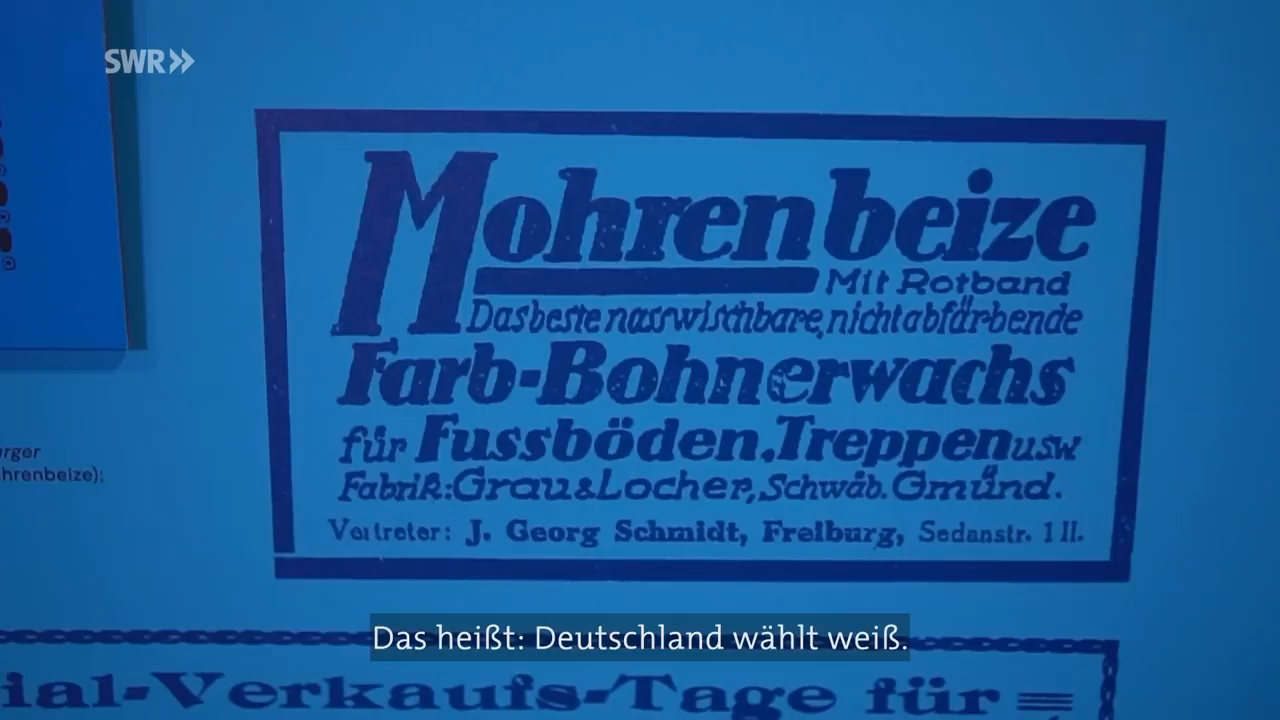 SWR
Mohrenbeize
Mit Rotband
Das beste nasswischbare, nicht abfärbende
Farb-Bohnerwachs
für Fussböden, Treppen usw
Fabrik: Grau & Locher, Schwäb. Gmünd.
Vertreter: J. Georg Schmidt, Freiburg, Sedanstr. 1 II.
urger
hrenbeize);
Das heißt: Deutschland wählt weiß.
ial-Verkaufs-Tage für